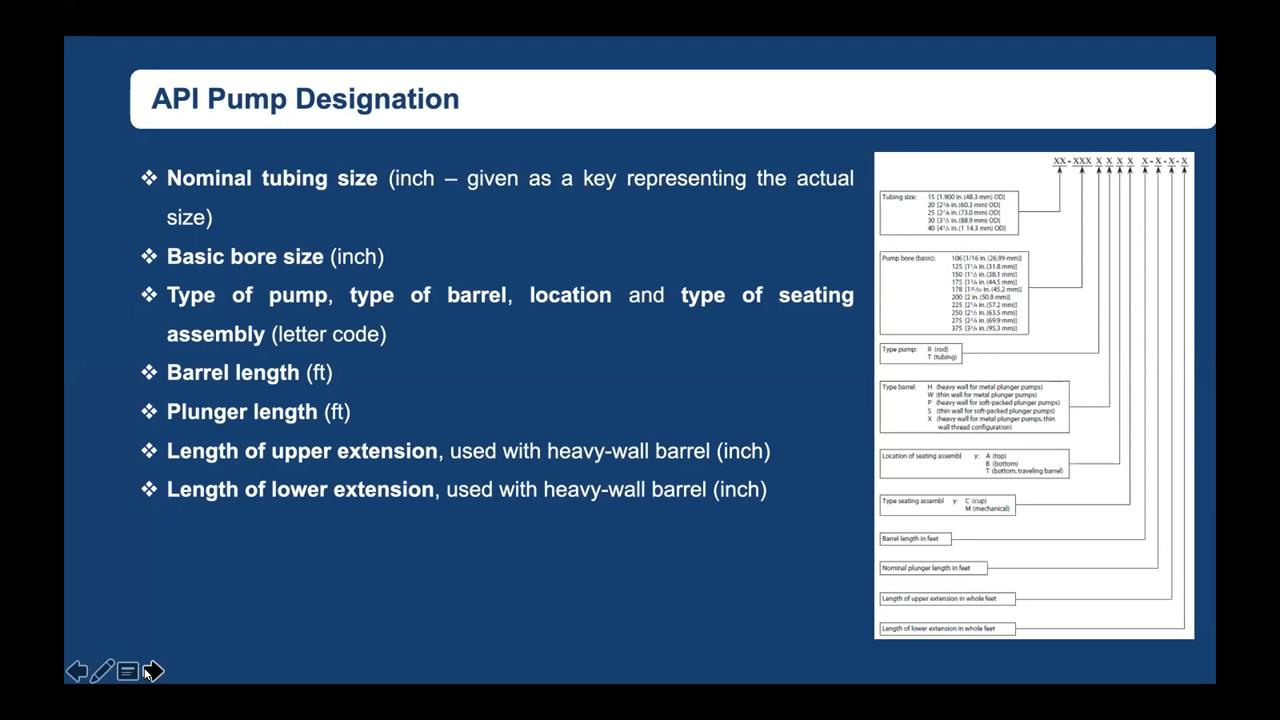 API Pump Designation
❖ Nominal tubing size (inch – given as a key representing the actual
size)
❖ Basic bore size (inch)
❖ Type of pump, type of barrel, location and type of seating
assembly (letter code)
❖ Barrel length (ft)
❖ Plunger length (ft)
❖ Length of upper extension, used with heavy-wall barrel (inch)
❖ Length of lower extension, used with heavy-wall barrel (inch)
XX - XXX X X X X X - X - X - X
Tubing size: 15 [1.900 in. (48.3 mm) OD]
20 [2³/₈ in. (60.3 mm) OD]
25 [2⁷/₈ in. (73.0 mm) OD]
30 [3¹/₂ in. (88.9 mm) OD]
40 [4¹/₂ in. (1 14.3 mm) OD]
Pump bore (basic): 106 [1/16 in. (26.99 mm)]
125 [1¹/₄ in. (31.8 mm)]
150 [1¹/₂ in. (38.1 mm)]
175 [1³/₄ in. (44.5 mm)]
178 [1²⁵/₃₂ in. (45.2 mm)]
200 [2 in. (50.8 mm)]
225 [2¹/₄ in. (57.2 mm)]
250 [2¹/₂ in. (63.5 mm)]
275 [2³/₄ in. (69.9 mm)]
375 [3³/₄ in. (95.3 mm)]
Type pump: R (rod)
T (tubing)
Type barrel: H (heavy wall for metal plunger pumps)
W (thin wall for metal plunger pumps)
P (heavy wall for soft-packed plunger pumps)
S (thin wall for soft-packed plunger pumps)
X (heavy wall for metal plunger pumps, thin
wall thread configuration)
Location of seating assembl y: A (top)
B (bottom)
T (bottom, traveling barrel)
Type seating assembl y: C (cup)
M (mechanical)
Barrel length in feet
Nominal plunger length in feet
Length of upper extension in whole feet
Length of lower extension in whole feet